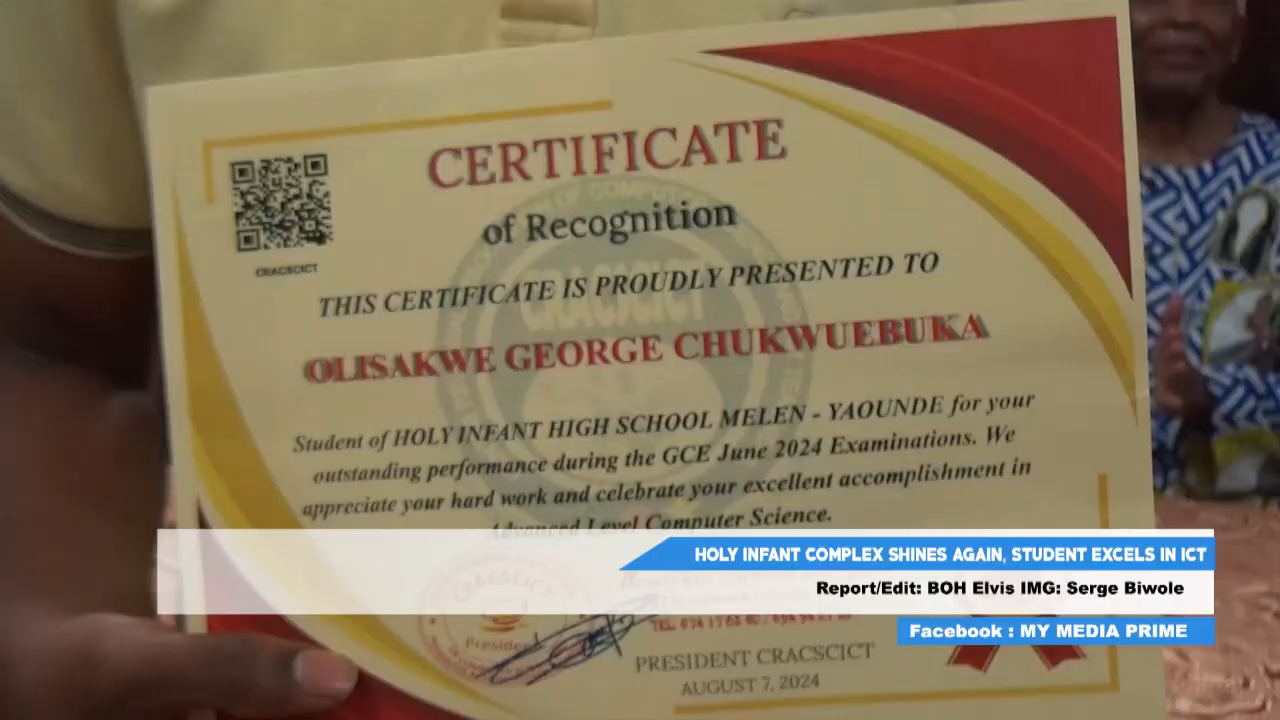 CERTIFICATE
of Recognition
CRACSCICT
THIS CERTIFICATE IS PROUDLY PRESENTED TO
OLISAKWE GEORGE CHUKWUEBUKA
Student of HOLY INFANT HIGH SCHOOL MELEN - YAOUNDE for your
outstanding performance during the GCE June 2024 Examinations. We
appreciate your hard work and celebrate your excellent accomplishment in
Advanced Level Computer Science.
HOLY INFANT COMPLEX SHINES AGAIN, STUDENT EXCELS IN ICT
Report/Edit: BOH Elvis IMG: Serge Biwole
Facebook : MY MEDIA PRIME
CRACSCICT
President
PRESIDENT CRACSCICT
AUGUST 7, 2024